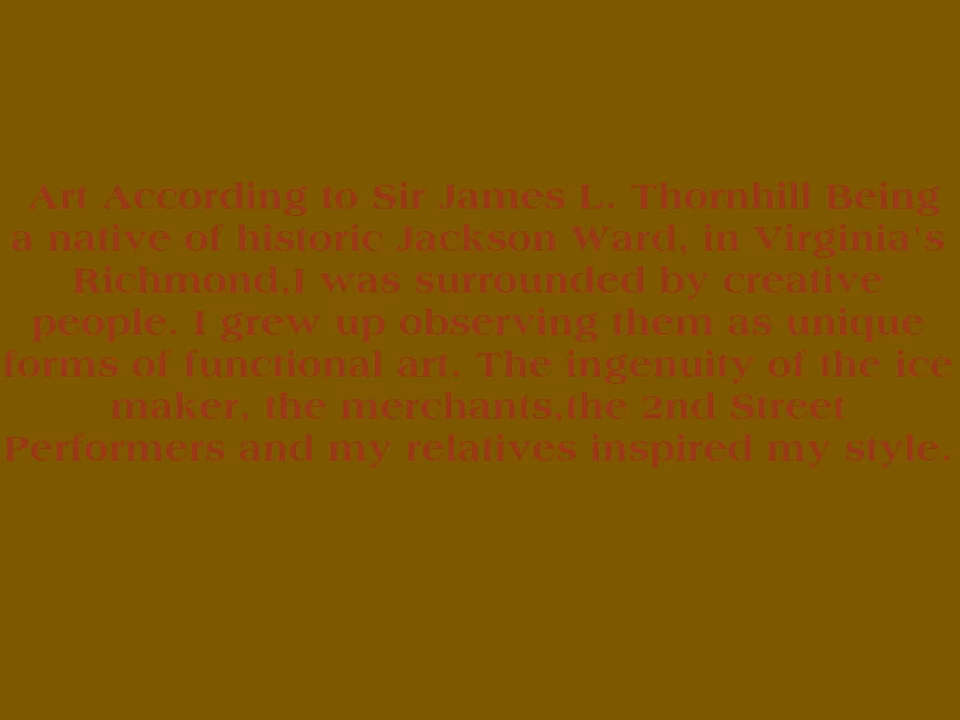 Art According to Sir James L. Thornhill Being
a native of historic Jackson Ward, in Virginia's
Richmond,I was surrounded by creative
people. I grew up observing them as unique
forms of functional art. The ingenuity of the ice
maker, the merchants,the 2nd Street
Performers and my relatives inspired my style.